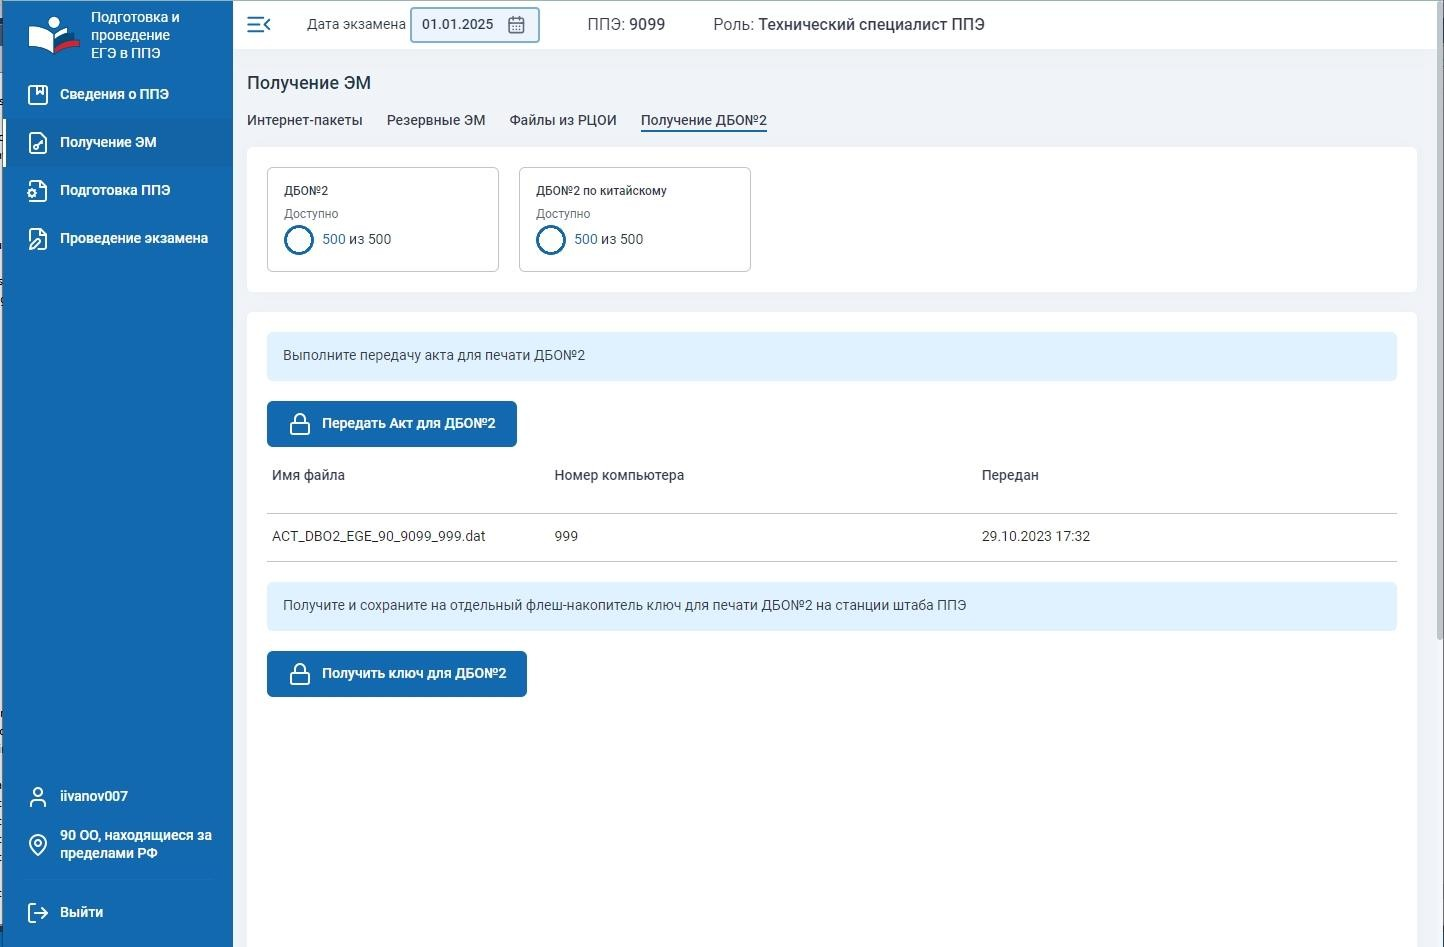 Подготовка и
проведение
ЕГЭ в ППЭ
Сведения о ППЭ
Получение ЭМ
Подготовка ППЭ
Проведение экзамена
iivanov007
90 ОО, находящиеся за
пределами РФ
Выйти
Дата экзамена 01.01.2025 ППЭ: 9099 Роль: Технический специалист ППЭ
Получение ЭМ
Интернет-пакеты Резервные ЭМ Файлы из РЦОИ Получение ДБО№2
ДБО№2
Доступно
500 из 500
ДБО№2 по китайскому
Доступно
500 из 500
Выполните передачу акта для печати ДБО№2
Передать Акт для ДБО№2
Имя файла Номер компьютера Передан
ACT_DBO2_EGE_90_9099_999.dat 999 29.10.2023 17:32
Получите и сохраните на отдельный флеш-накопитель ключ для печати ДБО№2 на станции штаба ППЭ
Получить ключ для ДБО№2